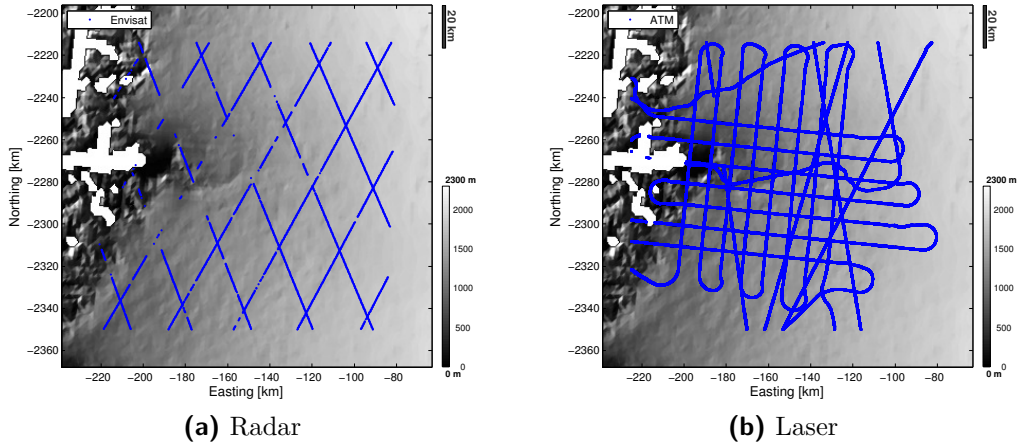 Envisat
20 km
−2200
−2220
−2240
−2260
−2280
−2300
−2320
−2340
−2360
Northing [km]
−220 −200 −180 −160 −140 −120 −100 −80
Easting [km]
2300 m
2000
1500
1000
500
0 m
(a) Radar
ATM
20 km
−2200
−2220
−2240
−2260
−2280
−2300
−2320
−2340
−2360
Northing [km]
−220 −200 −180 −160 −140 −120 −100 −80
Easting [km]
2300 m
2000
1500
1000
500
0 m
(b) Laser